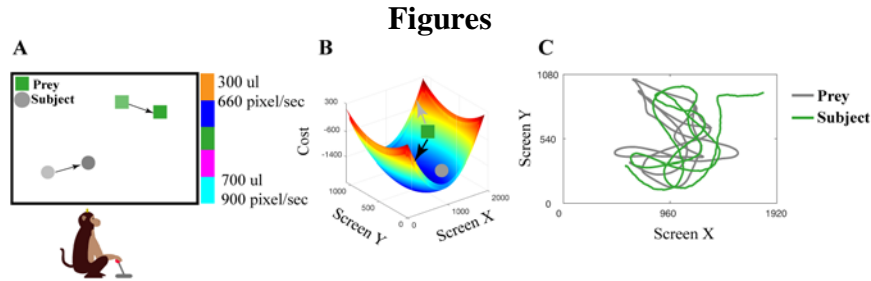 Figures
A
Prey
Subject
300 ul
660 pixel/sec
700 ul
900 pixel/sec
B
300
-600
-1400
Cost
1000
500
0
Screen Y
0
1000
2000
Screen X
C
1080
540
0
Screen Y
0
960
1920
Screen X
Prey
Subject